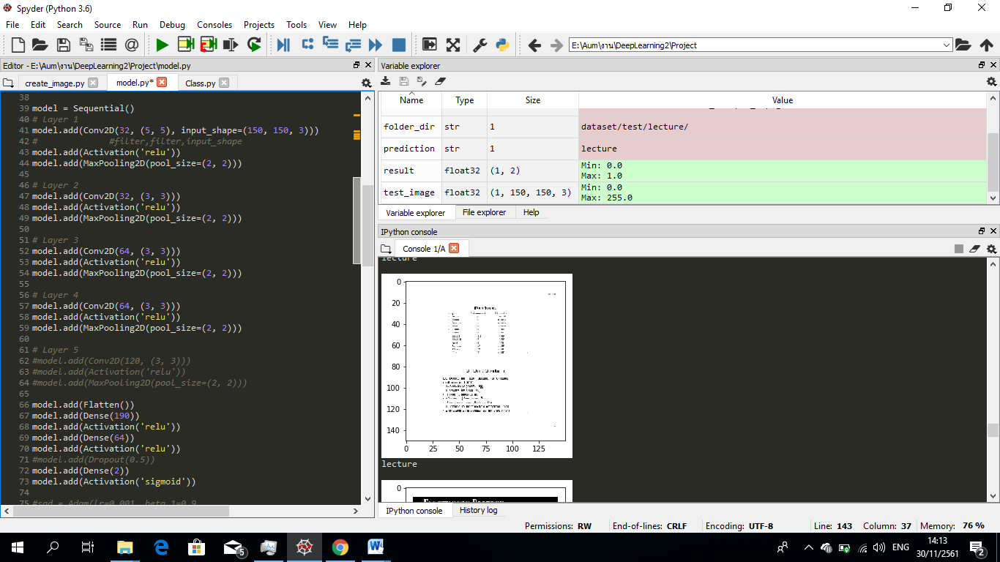 Spyder (Python 3.6)
File Edit Search Source Run Debug Consoles Projects Tools View Help
E:\Aum\งาน\DeepLearning2\Project
Editor - E:\Aum\งาน\DeepLearning2\Project\model.py
create_image.py model.py* Class.py
38
39 model = Sequential()
40 # Layer 1
41 model.add(Conv2D(32, (5, 5), input_shape=(150, 150, 3)))
42 # #filter,filter,input_shape
43 model.add(Activation('relu'))
44 model.add(MaxPooling2D(pool_size=(2, 2)))
45
46 # Layer 2
47 model.add(Conv2D(32, (3, 3)))
48 model.add(Activation('relu'))
49 model.add(MaxPooling2D(pool_size=(2, 2)))
50
51 # Layer 3
52 model.add(Conv2D(64, (3, 3)))
53 model.add(Activation('relu'))
54 model.add(MaxPooling2D(pool_size=(2, 2)))
55
56 # Layer 4
57 model.add(Conv2D(64, (3, 3)))
58 model.add(Activation('relu'))
59 model.add(MaxPooling2D(pool_size=(2, 2)))
60
61 # Layer 5
62 #model.add(Conv2D(120, (3, 3)))
63 #model.add(Activation('relu'))
64 #model.add(MaxPooling2D(pool_size=(2, 2)))
65
66 model.add(Flatten())
67 model.add(Dense(190))
68 model.add(Activation('relu'))
69 model.add(Dense(64))
70 model.add(Activation('relu'))
71 #model.add(Dropout(0.5))
72 model.add(Dense(2))
73 model.add(Activation('sigmoid'))
74
75 #sgd = Adam(lr=0.001, beta_1=0.9
Variable explorer
Name Type Size Value
folder_dir str 1 dataset/test/lecture/
prediction str 1 lecture
result float32 (1, 2) Min: 0.0
Max: 1.0
test_image float32 (1, 150, 150, 3) Min: 0.0
Max: 255.0
Variable explorer File explorer Help
IPython console
Console 1/A
lecture
0
20
40
60
80
100
120
140
0 25 50 75 100 125
lecture
0
IPython console History log
Permissions: RW End-of-lines: CRLF Encoding: UTF-8 Line: 143 Column: 37 Memory: 76 %
5
ENG
14:13
30/11/2561
2